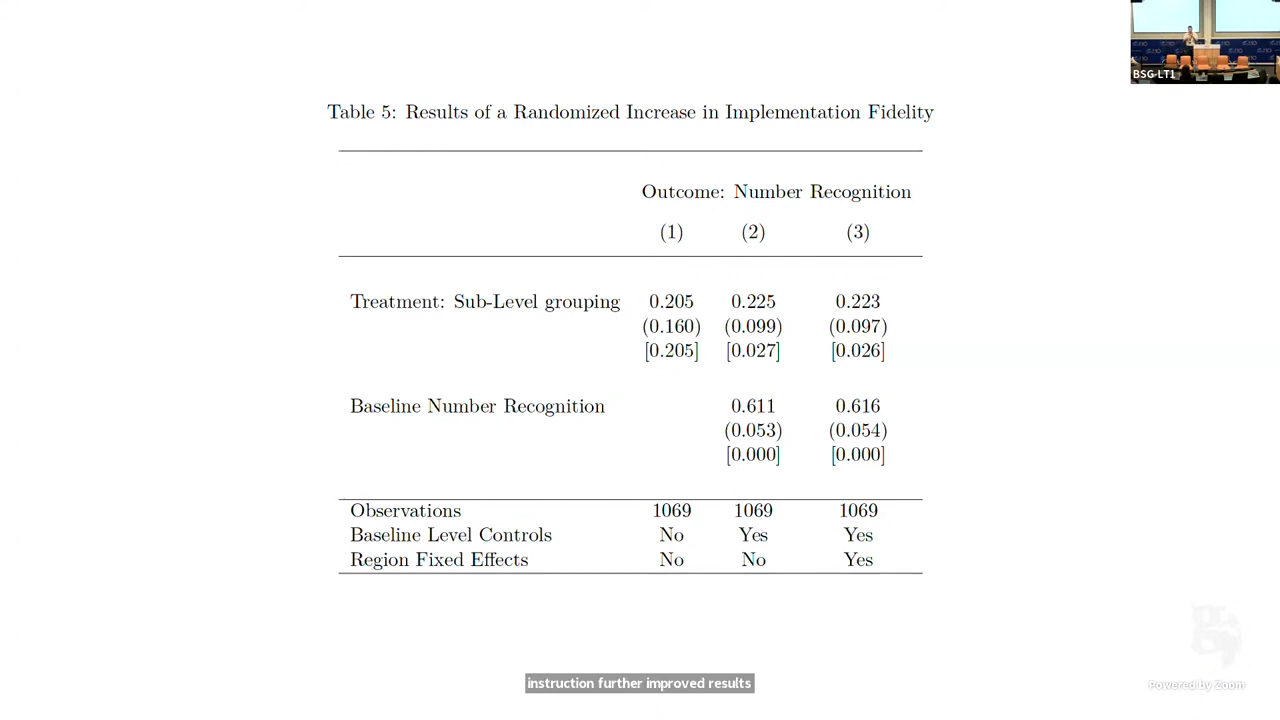 BSG-LT1
Table 5: Results of a Randomized Increase in Implementation Fidelity
Outcome: Number Recognition
(1) (2) (3)
Treatment: Sub-Level grouping 0.205 0.225 0.223
(0.160) (0.099) (0.097)
[0.205] [0.027] [0.026]
Baseline Number Recognition 0.611 0.616
(0.053) (0.054)
[0.000] [0.000]
Observations 1069 1069 1069
Baseline Level Controls No Yes Yes
Region Fixed Effects No No Yes
instruction further improved results
Powered by Zoom